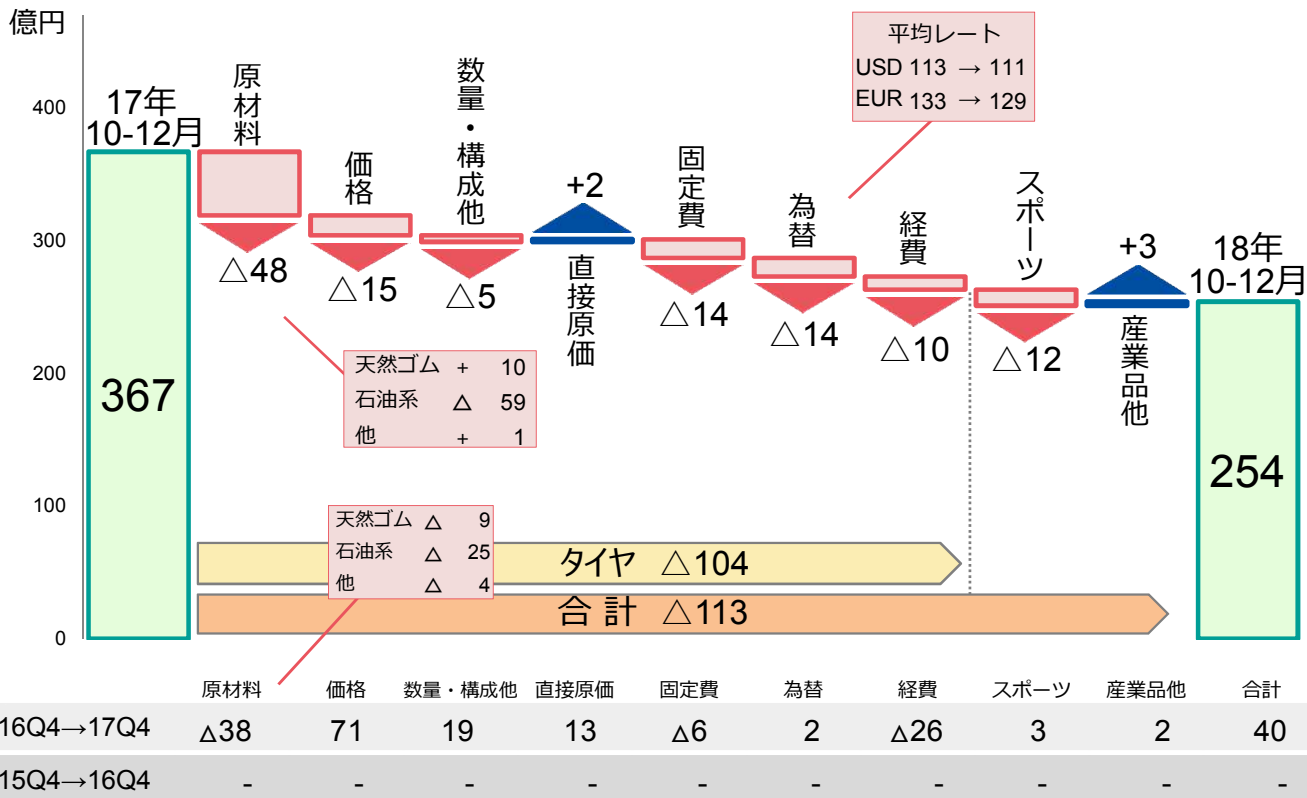 億円
400
300
200
100
0
17年
10-12月
367
原材料
△48
価格
△15
数量・構成他
△5
+2
直接原価
固定費
△14
為替
△14
経費
△10
スポーツ
△12
+3
産業品他
18年
10-12月
254
平均レート
USD 113 → 111
EUR 133 → 129
天然ゴム + 10
石油系 △ 59
他 + 1
天然ゴム △ 9
石油系 △ 25
他 △ 4
タイヤ △104
合 計 △113
原材料 価格 数量・構成他 直接原価 固定費 為替 経費 スポーツ 産業品他 合計
16Q4→17Q4 △38 71 19 13 △6 2 △26 3 2 40
15Q4→16Q4 - - - - - - - - - -